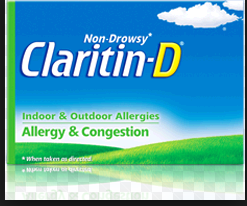 Non-Drowsy*
Claritin-D®
Indoor & Outdoor Allergies
Allergy & Congestion
* When taken as directed